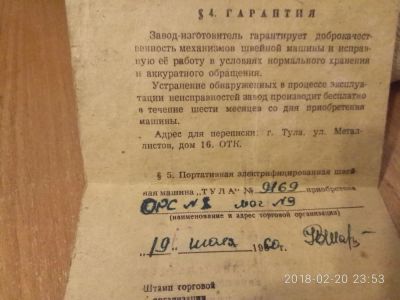 § 4. ГАРАНТИЯ
Завод-изготовитель гарантирует доброкачест-
венность механизмов швейной машины и исправ-
ную её работу в условиях нормального хранения
и аккуратного обращения.
Устранение обнаруженных в процессе эксплуа-
тации неисправностей завод производит бесплатно
в течение шести месяцев со дня приобретения
машины.
Адрес для переписки: г. Тула, ул. Метал-
листов, дом 16. ОТК.
§ 5. Портативная электрифицированная швей-
ная машина „ТУЛА" № 9169 приобретена
ОРС № 8 маг № 9
(наименование и адрес торговой организации)
"19" июля 1960г.
Штамп торговой
организации
2018-02-20 23:53